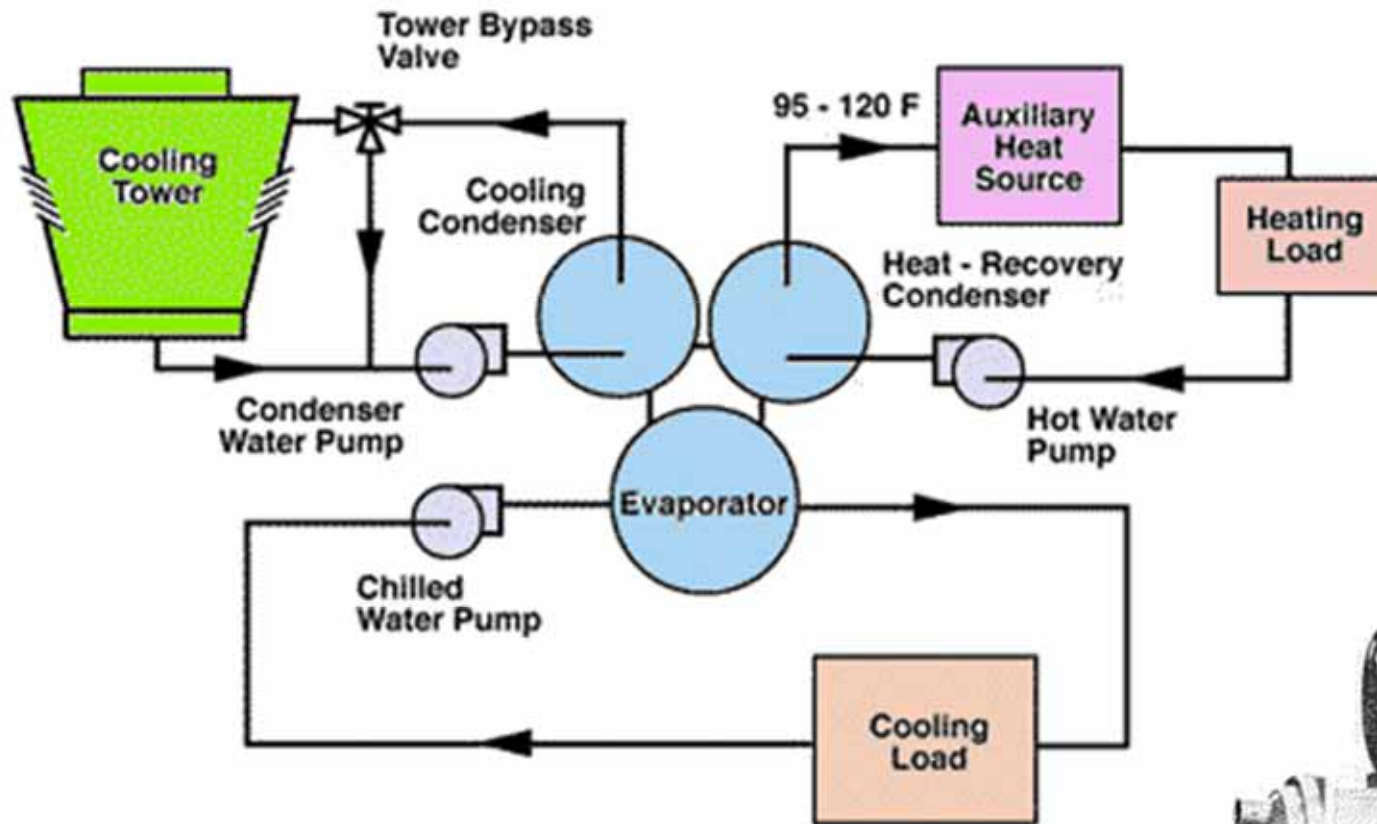 Tower Bypass
Valve
95 - 120 F
Auxiliary
Heat
Source
Cooling
Tower
Cooling
Condenser
Heating
Load
Heat - Recovery
Condenser
Condenser
Water Pump
Hot Water
Pump
Evaporator
Chilled
Water Pump
Cooling
Load